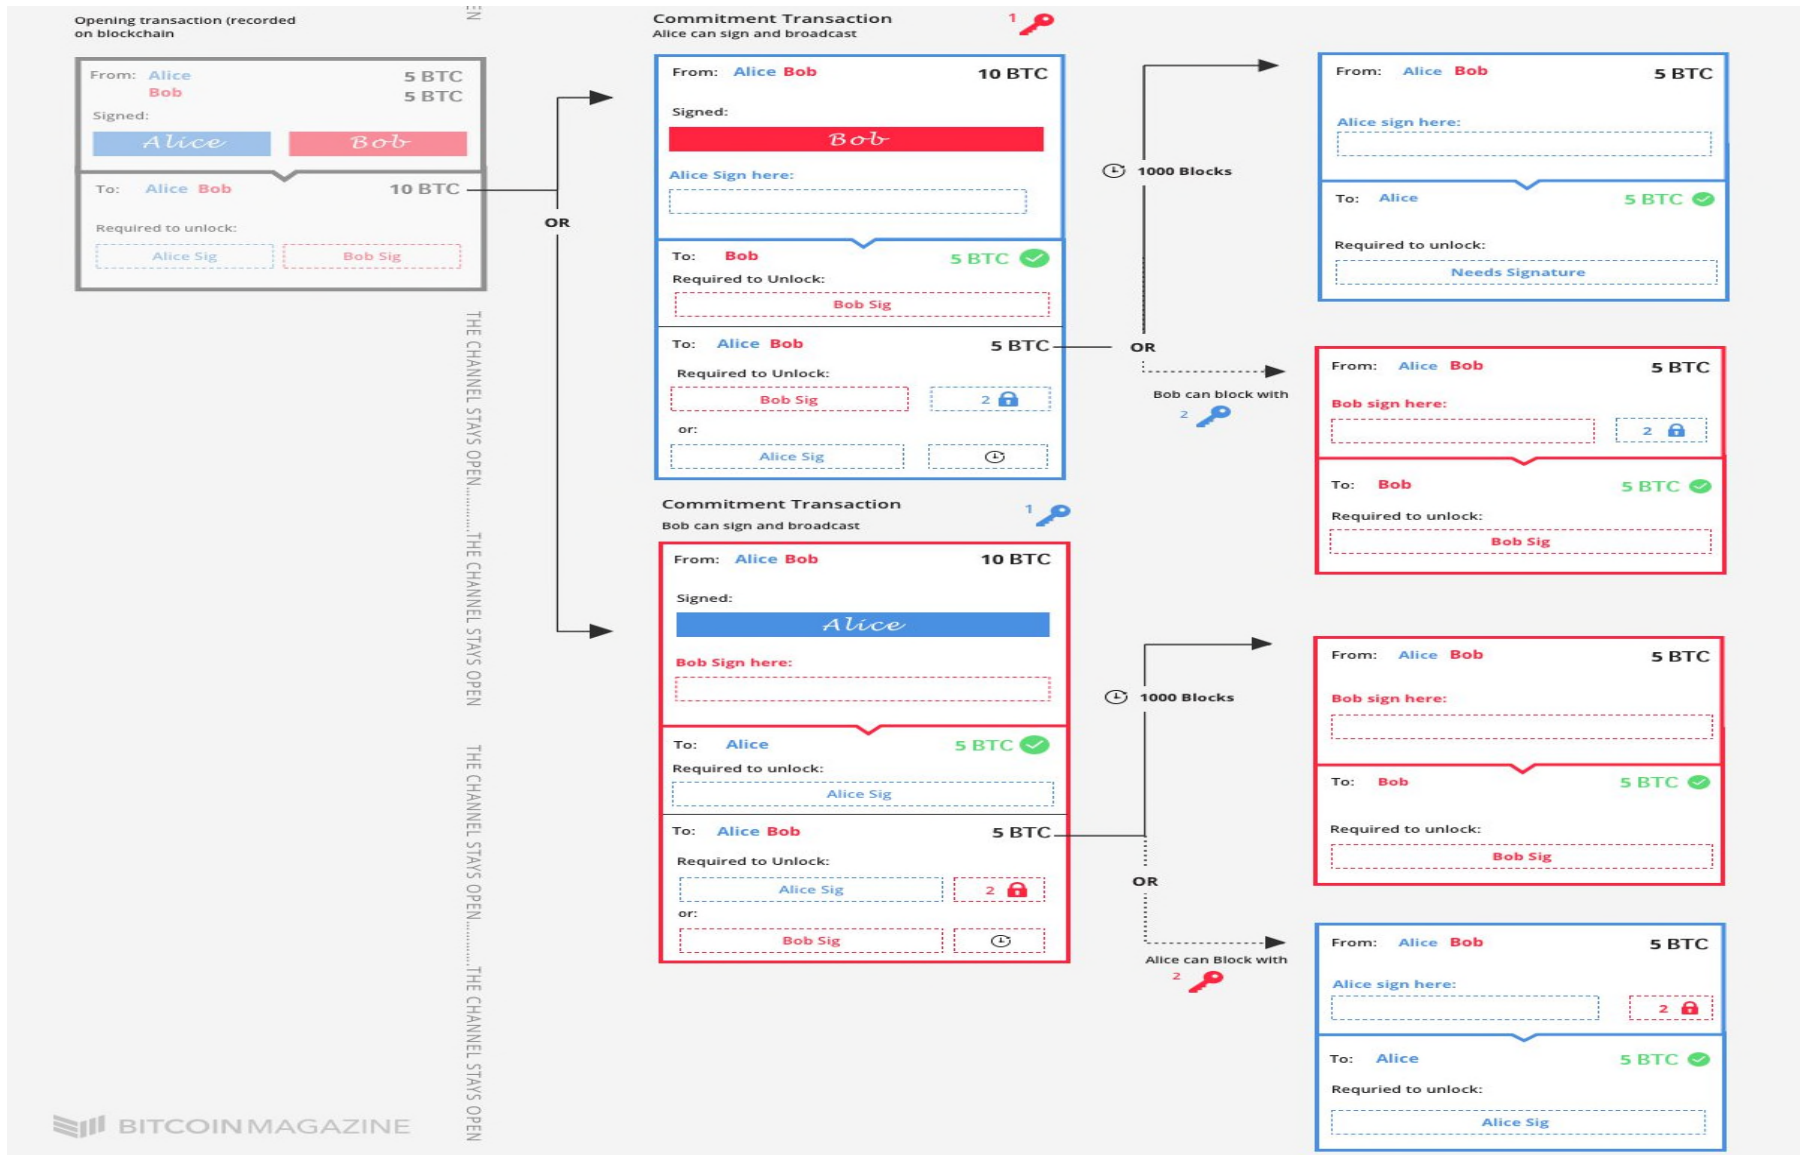 Opening transaction (recorded
on blockchain
From: Alice 5 BTC
Bob 5 BTC
Signed:
Alice Bob
To: Alice Bob 10 BTC
Required to unlock:
Alice Sig Bob Sig
OR
EN
THE CHANNEL STAYS OPEN............THE CHANNEL STAYS OPEN
THE CHANNEL STAYS OPEN............THE CHANNEL STAYS OPEN
Commitment Transaction 1
Alice can sign and broadcast
From: Alice Bob 10 BTC
Signed:
Bob
Alice Sign here:
To: Bob 5 BTC
Required to Unlock:
Bob Sig
To: Alice Bob 5 BTC
Required to Unlock:
Bob Sig 2
or:
Alice Sig
Commitment Transaction 1
Bob can sign and broadcast
From: Alice Bob 10 BTC
Signed:
Alice
Bob Sign here:
To: Alice 5 BTC
Required to unlock:
Alice Sig
To: Alice Bob 5 BTC
Required to Unlock:
Alice Sig 2
or:
Bob Sig
1000 Blocks
OR
Bob can block with
2
1000 Blocks
OR
Alice can Block with
2
From: Alice Bob 5 BTC
Alice sign here:
To: Alice 5 BTC
Required to unlock:
Needs Signature
From: Alice Bob 5 BTC
Bob sign here:
2
To: Bob 5 BTC
Required to unlock:
Bob Sig
From: Alice Bob 5 BTC
Bob sign here:
To: Bob 5 BTC
Required to unlock:
Bob Sig
From: Alice Bob 5 BTC
Alice sign here:
2
To: Alice 5 BTC
Requried to unlock:
Alice Sig
BITCOIN MAGAZINE